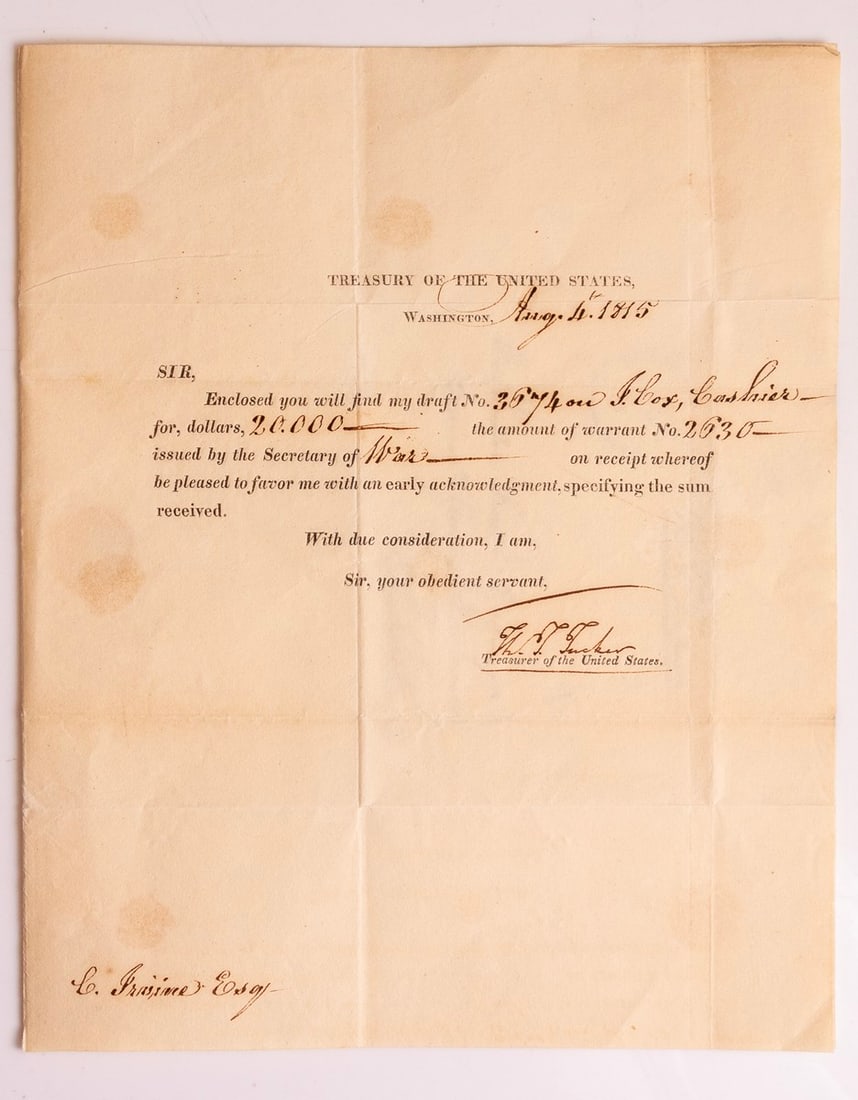 TREASURY OF THE UNITED STATES,
WASHINGTON, Aug. 4. 1815
SIR,
Enclosed you will find my draft No. 3674 on J. Cox, Cashier
for, dollars, 20.000 the amount of warrant No. 2630
issued by the Secretary of War on receipt whereof
be pleased to favor me with an early acknowledgment, specifying the sum
received.
With due consideration, I am,
Sir, your obedient servant,
Th. T. Tucker
Treasurer of the United States.
C. Irvine Esq